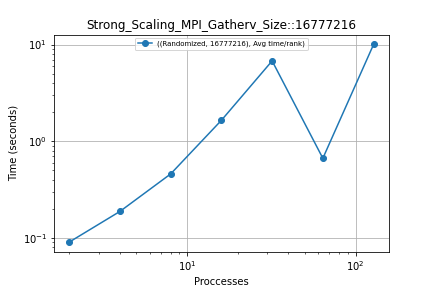 Strong_Scaling_MPI_Gatherv_Size::16777216
((Randomized, 16777216), Avg time/rank)
10¹
10⁰
10⁻¹
Time (seconds)
10¹
10²
Proccesses